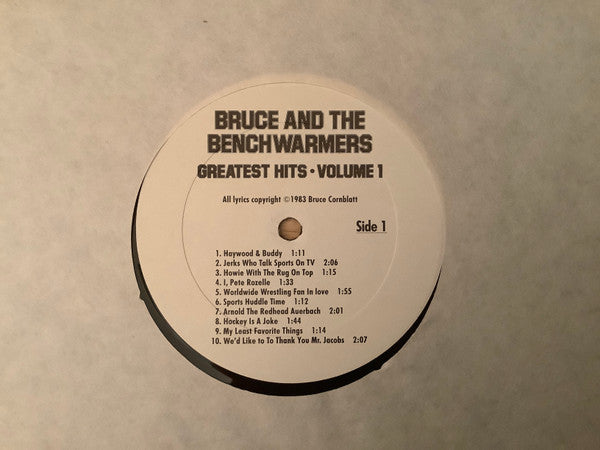 BRUCE AND THE
BENCHWARMERS
GREATEST HITS • VOLUME 1
All lyrics copyright ©1983 Bruce Cornblatt
Side 1
1. Haywood & Buddy 1:11
2. Jerks Who Talk Sports On TV 2:06
3. Howie With The Rug On Top 1:15
4. I, Pete Rozelle 1:33
5. Worldwide Wrestling Fan In love 1:55
6. Sports Huddle Time 1:12
7. Arnold The Redhead Auerbach 2:01
8. Hockey Is A Joke 1:44
9. My Least Favorite Things 1:14
10. We'd Like to To Thank You Mr. Jacobs 2:07